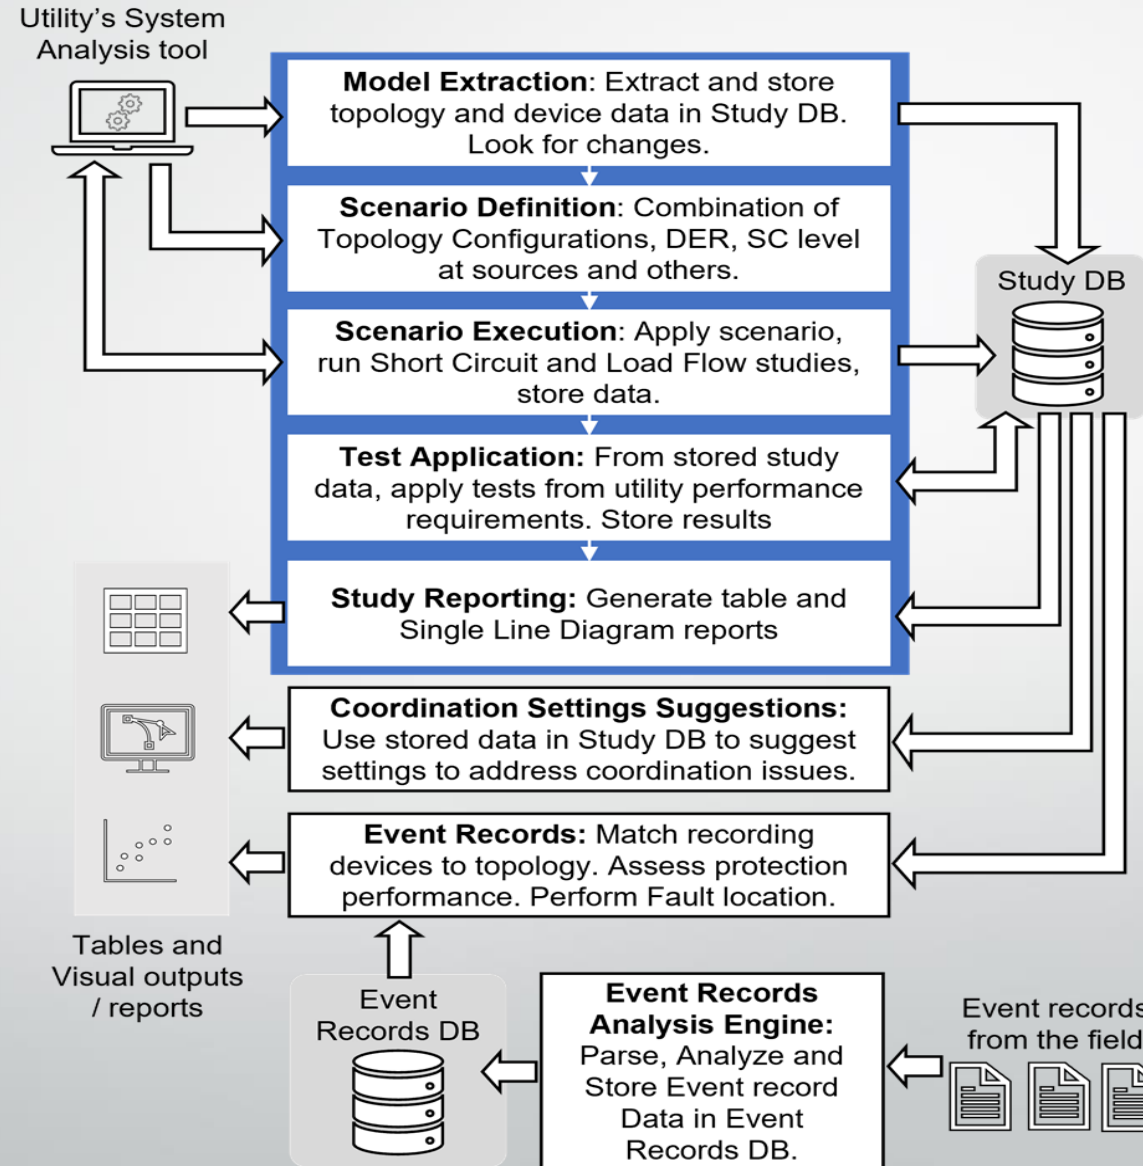 Utility's System
Analysis tool
Model Extraction: Extract and store
topology and device data in Study DB.
Look for changes.
Scenario Definition: Combination of
Topology Configurations, DER, SC level
at sources and others.
Study DB
Scenario Execution: Apply scenario,
run Short Circuit and Load Flow studies,
store data.
Test Application: From stored study
data, apply tests from utility performance
requirements. Store results
Study Reporting: Generate table and
Single Line Diagram reports
Coordination Settings Suggestions:
Use stored data in Study DB to suggest
settings to address coordination issues.
Event Records: Match recording
devices to topology. Assess protection
performance. Perform Fault location.
Tables and
Visual outputs
/ reports
Event
Records DB
Event Records
Analysis Engine:
Parse, Analyze and
Store Event record
Data in Event
Records DB.
Event records
from the field